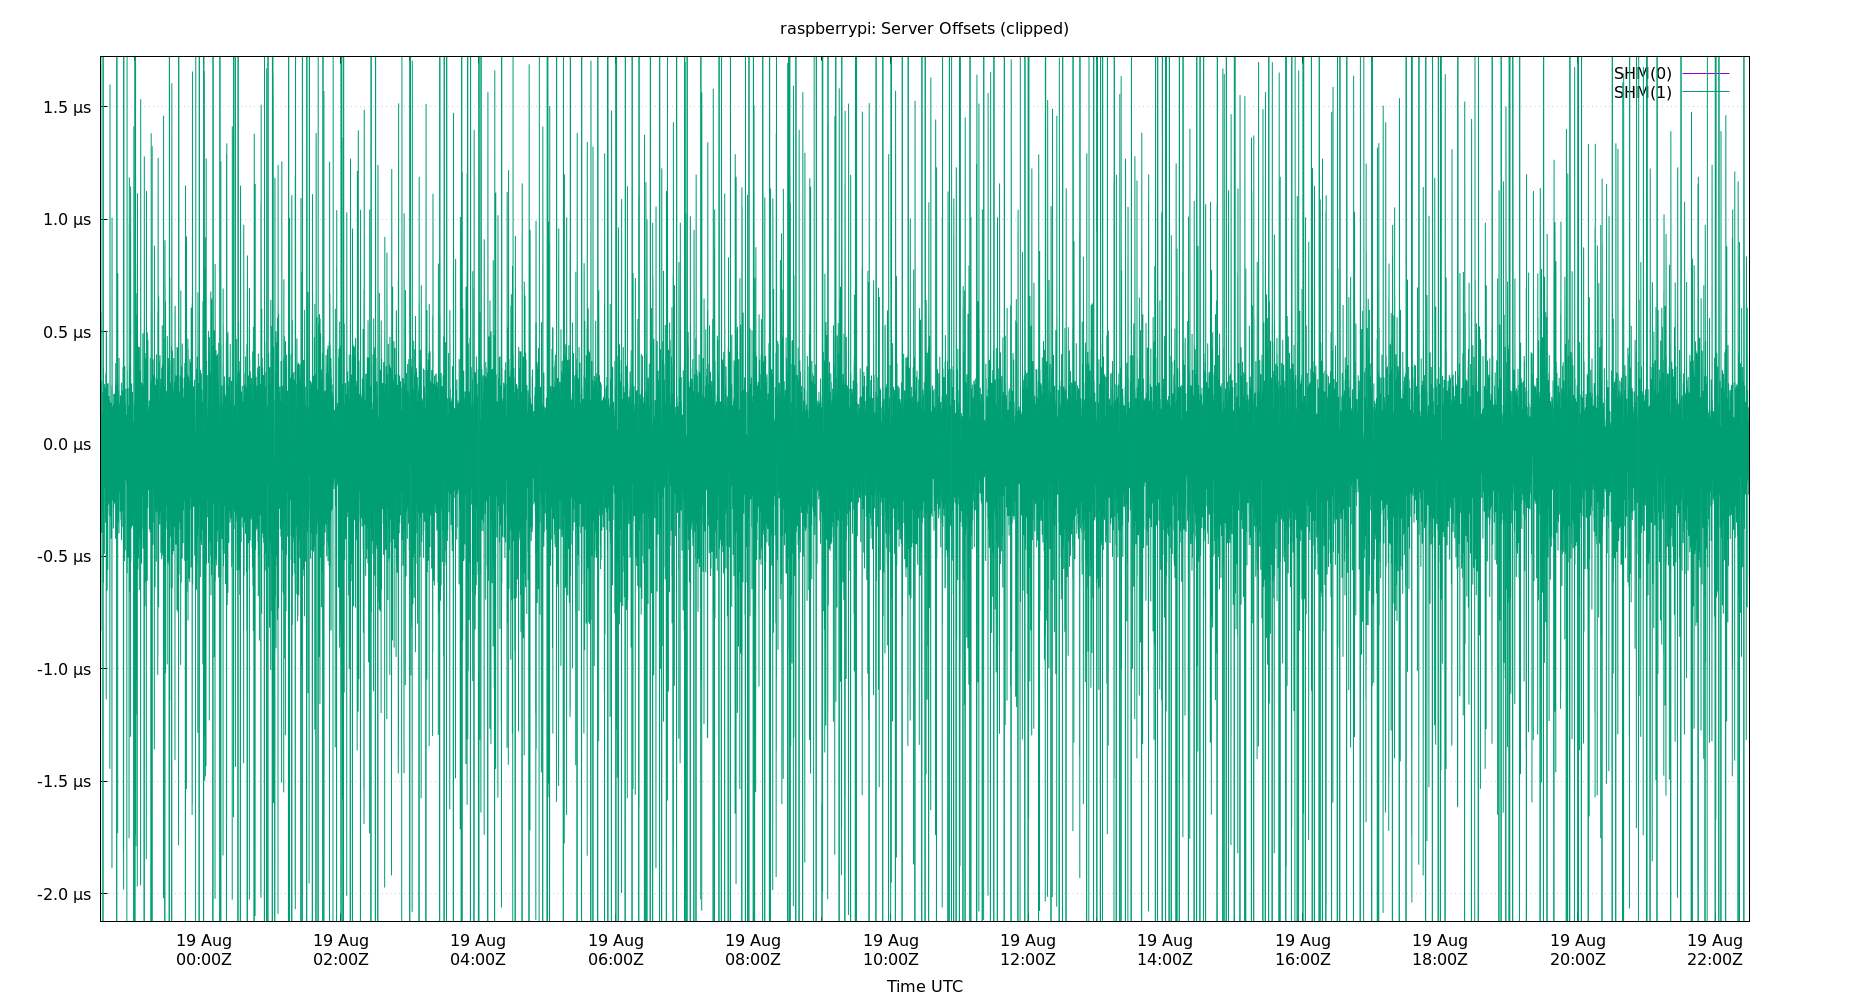 raspberrypi: Server Offsets (clipped)
SHM(0)
SHM(1)
1.5 µs
1.0 µs
0.5 µs
0.0 µs
-0.5 µs
-1.0 µs
-1.5 µs
-2.0 µs
19 Aug 19 Aug 19 Aug 19 Aug 19 Aug 19 Aug 19 Aug 19 Aug 19 Aug 19 Aug 19 Aug 19 Aug
00:00Z 02:00Z 04:00Z 06:00Z 08:00Z 10:00Z 12:00Z 14:00Z 16:00Z 18:00Z 20:00Z 22:00Z
Time UTC